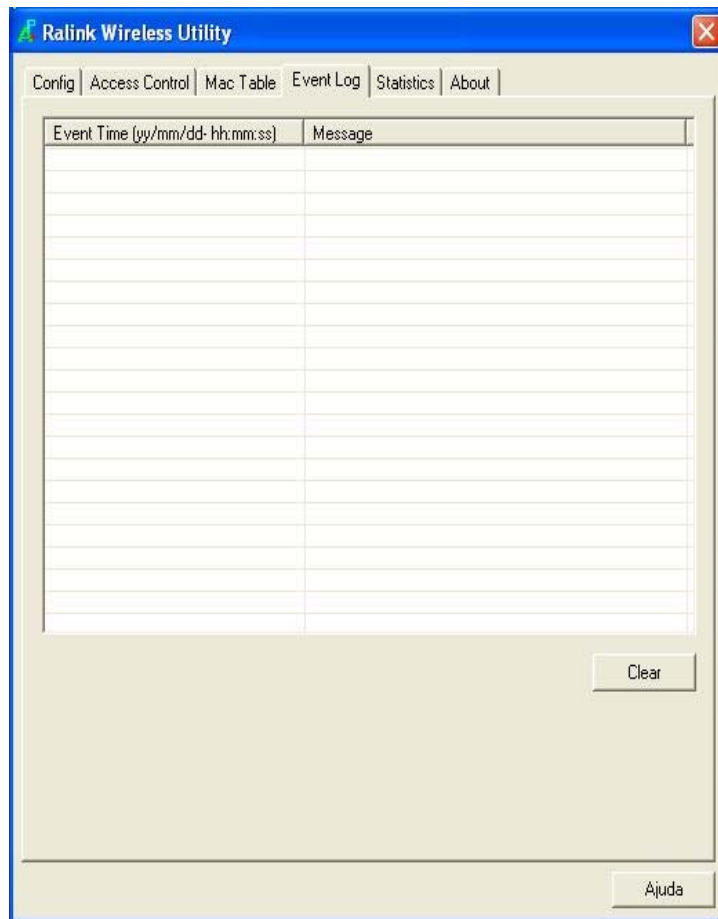 Ralink Wireless Utility
Config Access Control Mac Table Event Log Statistics About
Event Time (yy/mm/dd- hh:mm:ss) Message
Clear
Ajuda